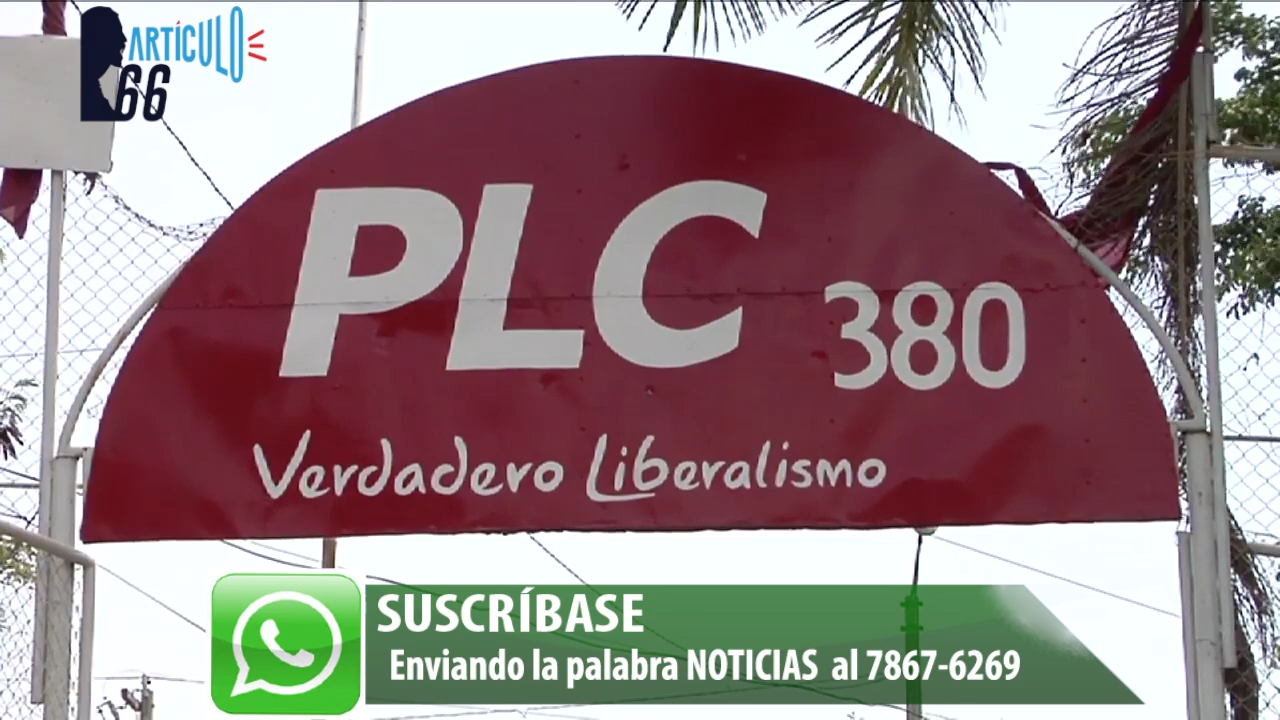 ARTÍCULO
66
PLC 380
Verdadero Liberalismo
SUSCRÍBASE
Enviando la palabra NOTICIAS al 7867-6269